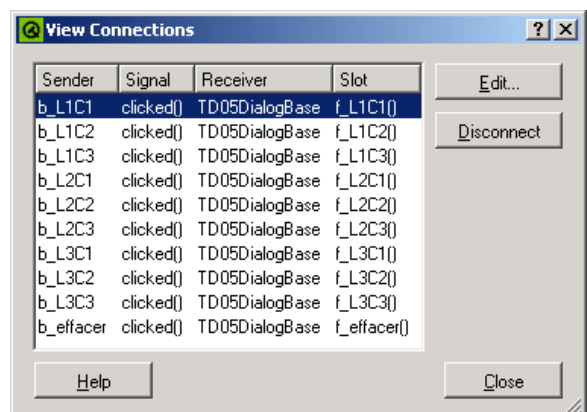 View Connections
Sender Signal Receiver Slot
Edit...
b_L1C1 clicked() TD05DialogBase f_L1C1()
b_L1C2 clicked() TD05DialogBase f_L1C2()
Disconnect
b_L1C3 clicked() TD05DialogBase f_L1C3()
b_L2C1 clicked() TD05DialogBase f_L2C1()
b_L2C2 clicked() TD05DialogBase f_L2C2()
b_L2C3 clicked() TD05DialogBase f_L2C3()
b_L3C1 clicked() TD05DialogBase f_L3C1()
b_L3C2 clicked() TD05DialogBase f_L3C2()
b_L3C3 clicked() TD05DialogBase f_L3C3()
b_effacer clicked() TD05DialogBase f_effacer()
Help Close